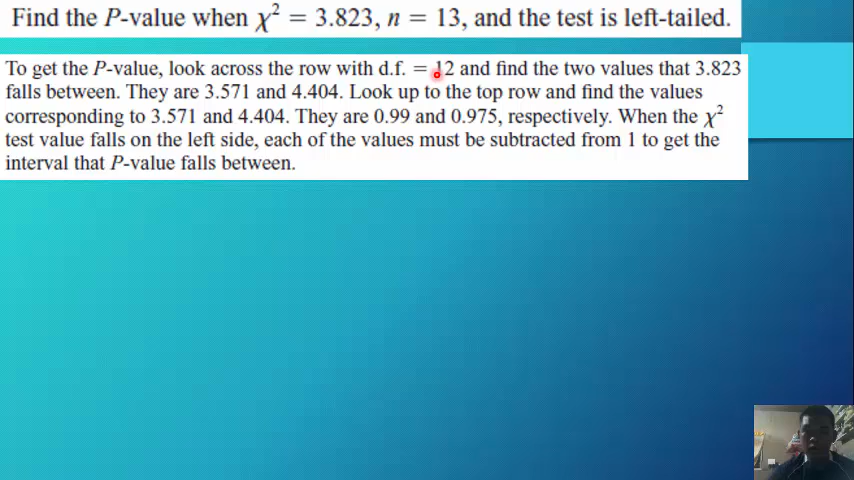 Find the P-value when χ² = 3.823, n = 13, and the test is left-tailed.
To get the P-value, look across the row with d.f. = 12 and find the two values that 3.823
falls between. They are 3.571 and 4.404. Look up to the top row and find the values
corresponding to 3.571 and 4.404. They are 0.99 and 0.975, respectively. When the χ²
test value falls on the left side, each of the values must be subtracted from 1 to get the
interval that P-value falls between.